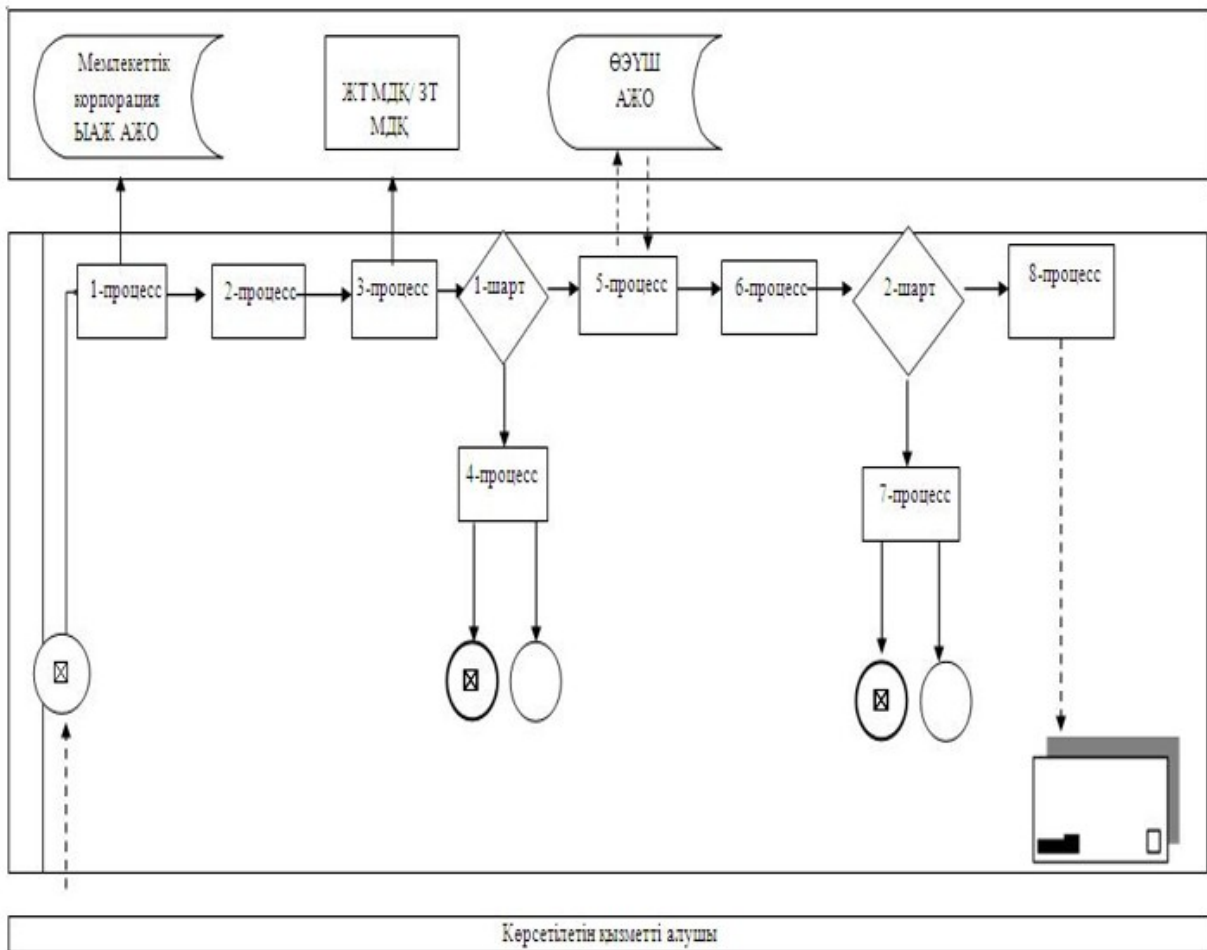 Мемлекеттік
корпорация
ЫАЖ АЖО
ЖТ МДҚ/ ЗТ
МДҚ
ӨЭҮШ
АЖО
1-процесс
2-процесс
3-процесс
1-шарт
5-процесс
6-процесс
2-шарт
8-процесс
4-процесс
7-процесс
Көрсетілетін қызметті алушы